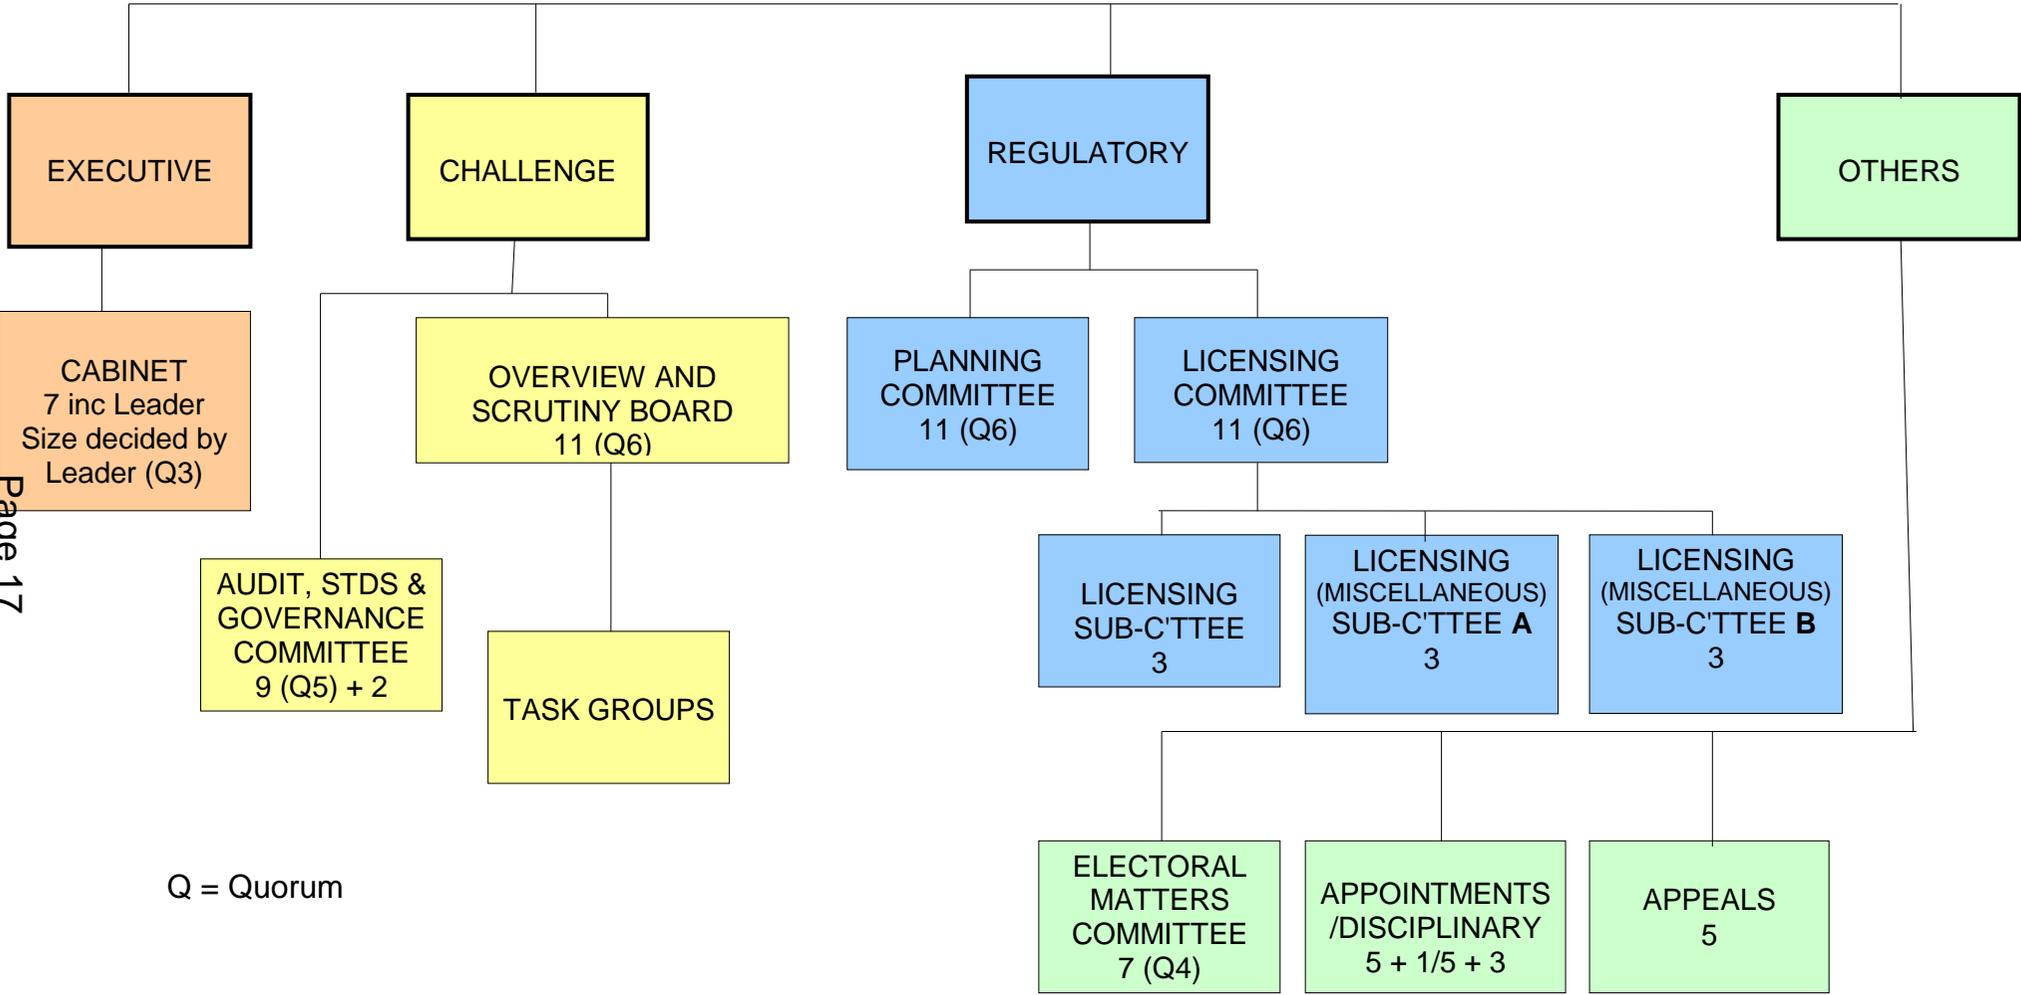 EXECUTIVE
CHALLENGE
REGULATORY
OTHERS
CABINET
7 inc Leader
Size decided by
Leader (Q3)
OVERVIEW AND
SCRUTINY BOARD
11 (Q6)
PLANNING
COMMITTEE
11 (Q6)
LICENSING
COMMITTEE
11 (Q6)
Page 17
AUDIT, STDS &
GOVERNANCE
COMMITTEE
9 (Q5) + 2
TASK GROUPS
LICENSING
SUB-C'TTEE
3
LICENSING
(MISCELLANEOUS)
SUB-C'TTEE A
3
LICENSING
(MISCELLANEOUS)
SUB-C'TTEE B
3
Q = Quorum
ELECTORAL
MATTERS
COMMITTEE
7 (Q4)
APPOINTMENTS
/DISCIPLINARY
5 + 1/5 + 3
APPEALS
5